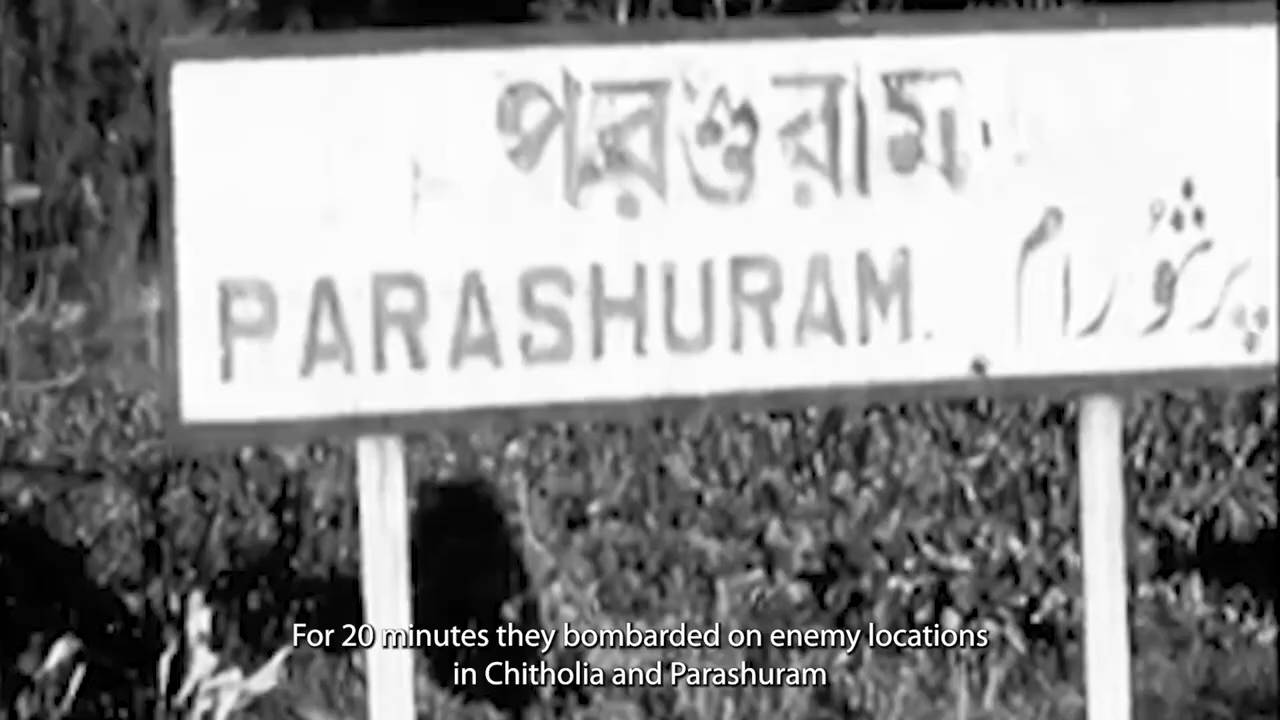 পরশুরাম
PARASHURAM.
پرشورام
For 20 minutes they bombarded on enemy locations
in Chitholia and Parashuram